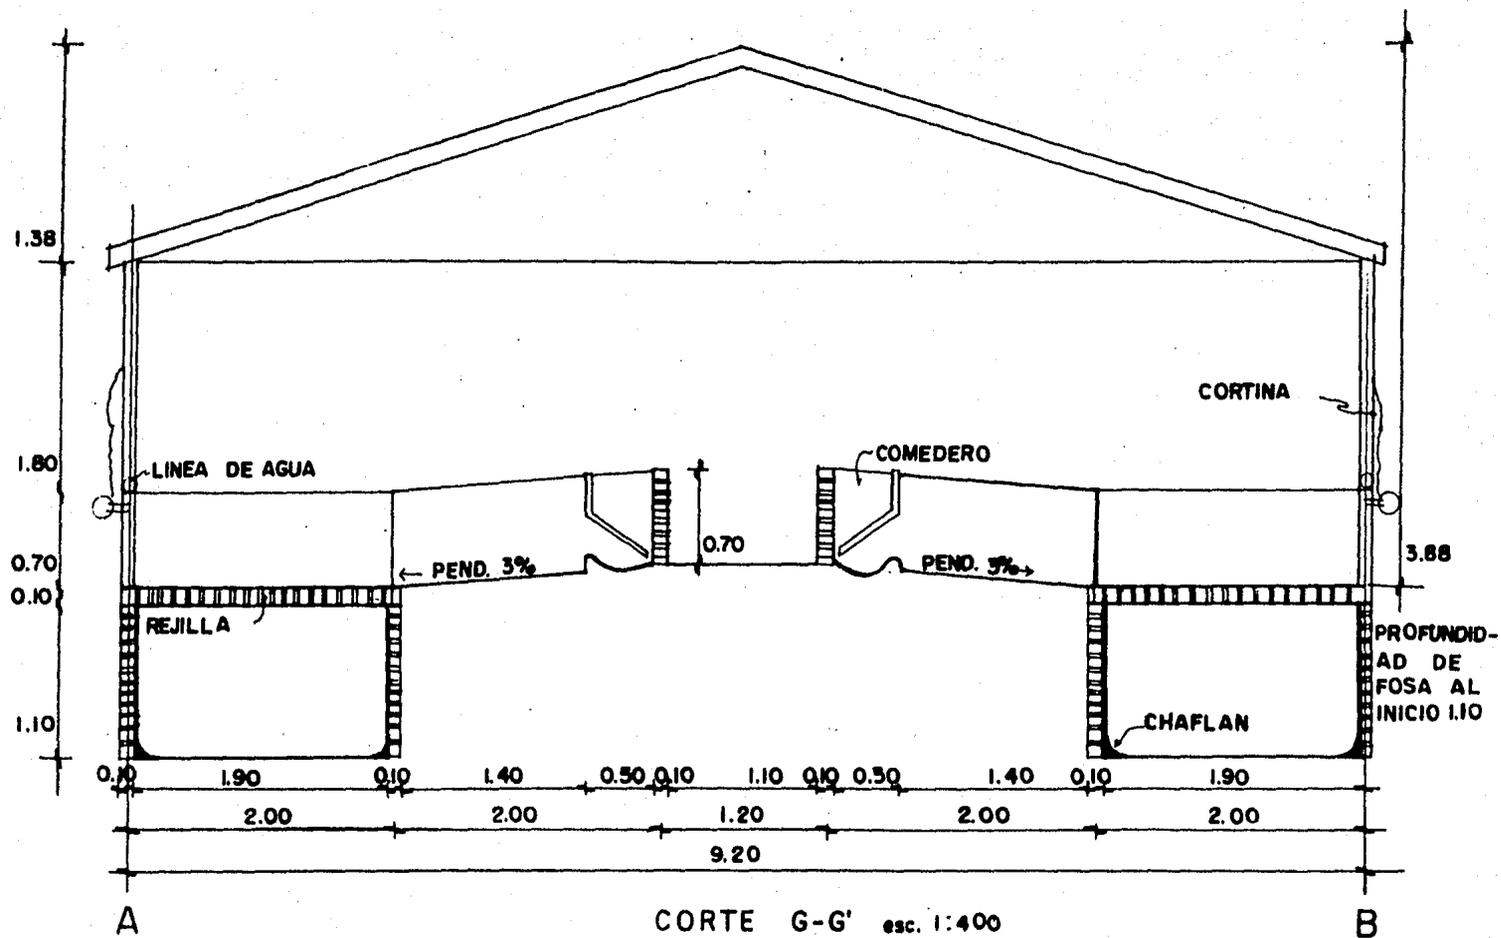 1.38
CORTINA
1.80
LINEA DE AGUA
COMEDERO
0.70
0.70
← PEND. 3%
PEND. 3%→
3.88
0.10
REJILLA
PROFUNDID-
AD DE
FOSA AL
INICIO 1.10
1.10
CHAFLAN
0.10 1.90 0.10 1.40 0.50 0.10 1.10 0.10 0.50 1.40 0.10 1.90
2.00 2.00 1.20 2.00 2.00
9.20
A CORTE G-G' esc. 1:400 B